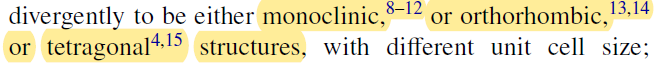 divergently to be either monoclinic,8–12 or orthorhombic,13,14
or tetragonal4,15 structures, with different unit cell size;